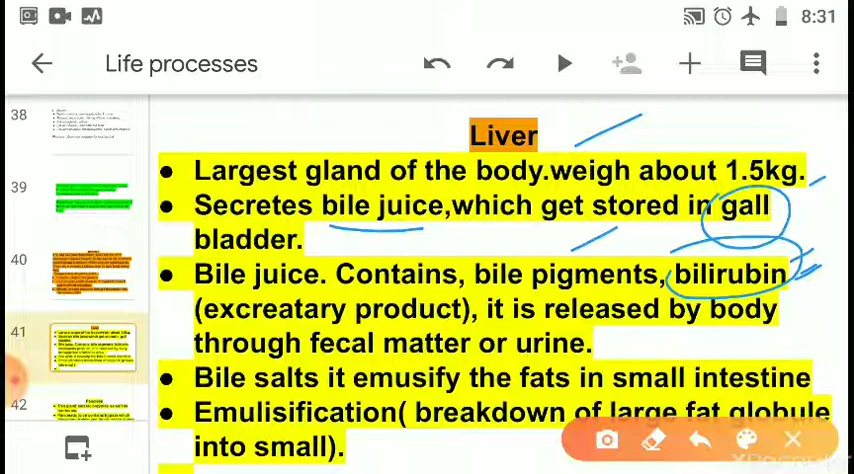 8:31
Life processes
38
39
40
41
42
Liver
Largest gland of the body.weigh about 1.5kg.
Secretes bile juice,which get stored in gall
bladder.
Bile juice. Contains, bile pigments, bilirubin
(excreatary product), it is released by body
through fecal matter or urine.
Bile salts it emusify the fats in small intestine
Emulisification( breakdown of large fat globule
into small).